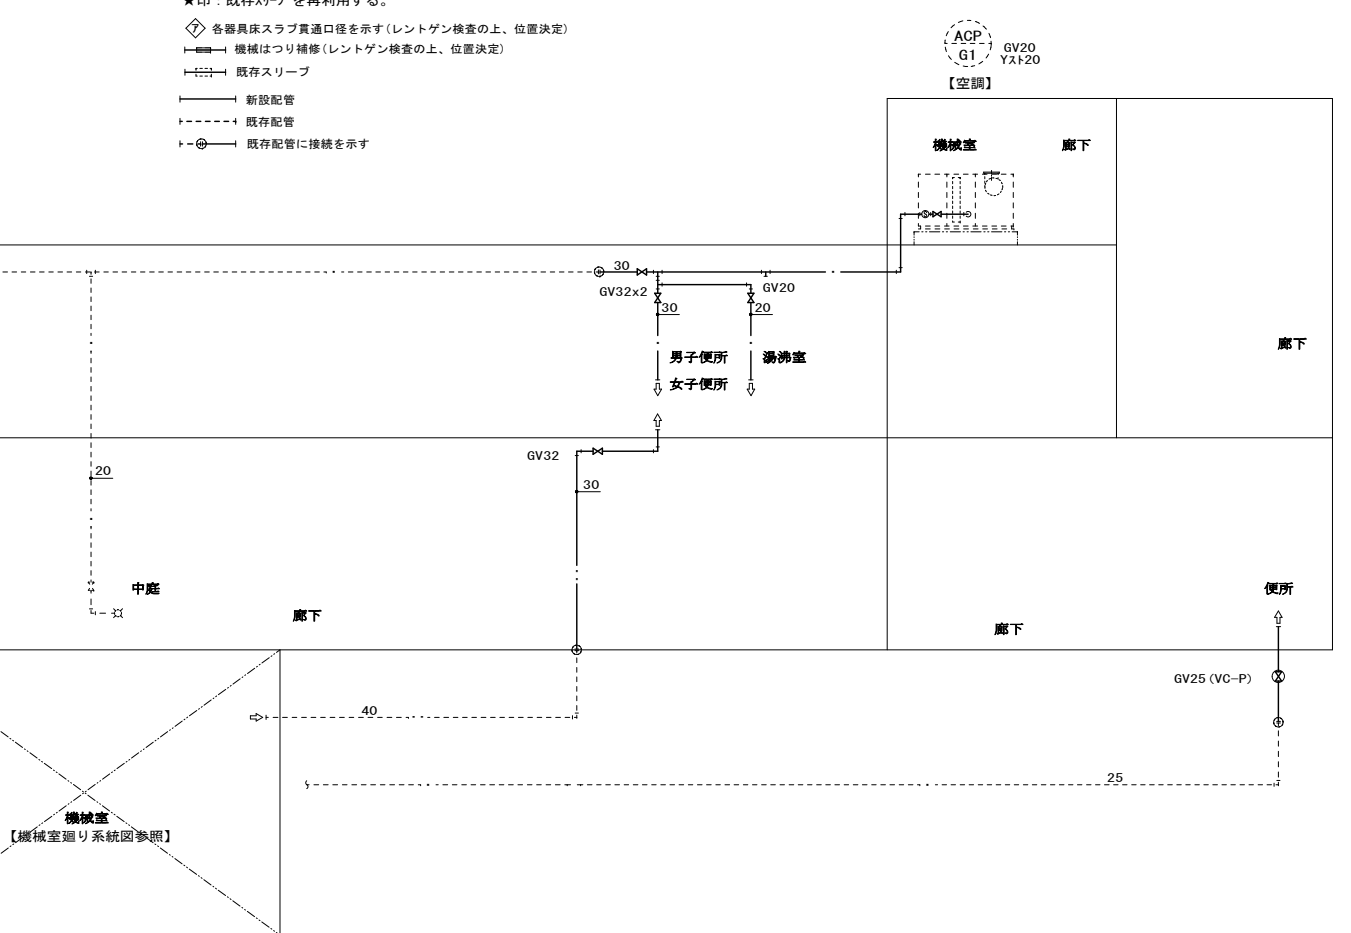 ★印：既存ｽﾘｰﾌﾞを再利用する。
ア 各器具床スラブ貫通口径を示す(レントゲン検査の上、位置決定)
機械はつり補修(レントゲン検査の上、位置決定)
既存スリーブ
新設配管
既存配管
既存配管に接続を示す
ACP
G1
GV20
Yｽﾄ20
【空調】
機械室
廊下
30
GV32x2
GV20
30
20
廊下
男子便所
湯沸室
女子便所
GV32
20
30
中庭
便所
廊下
廊下
GV25(VC-P)
40
25
機械室
【機械室廻り系統図参照】